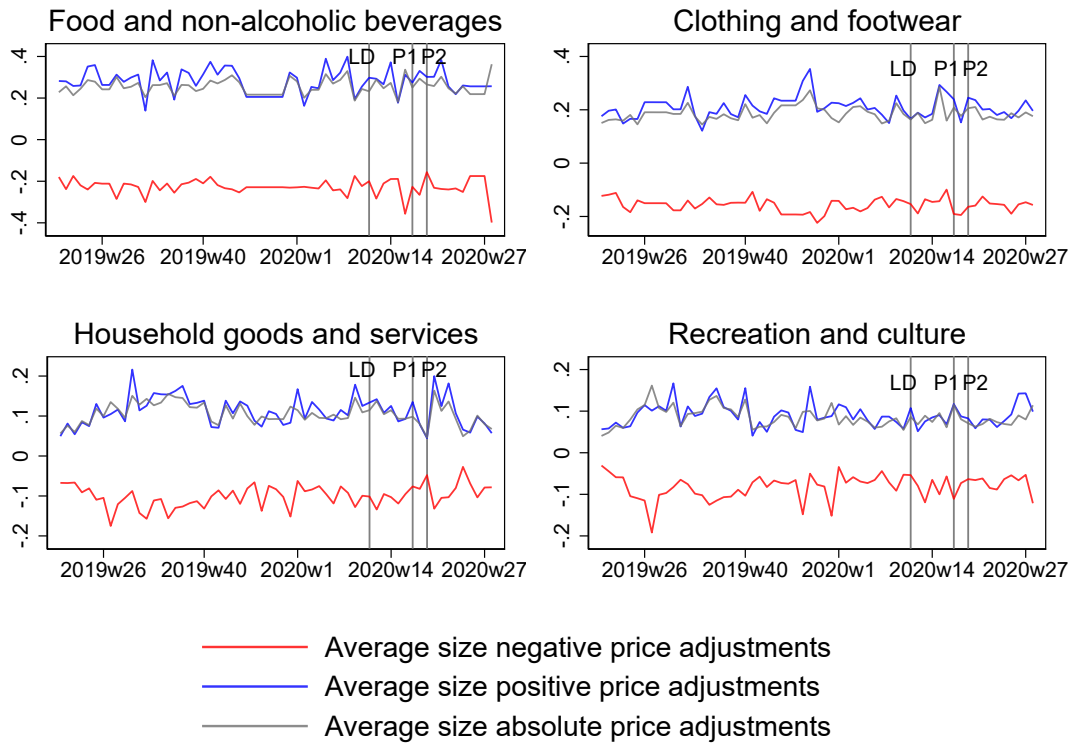 Food and non-alcoholic beverages
.4
.2
0
-.2
-.4
LD P1 P2
2019w26 2019w40 2020w1 2020w14 2020w27
Clothing and footwear
.4
.2
0
-.2
LD P1 P2
2019w26 2019w40 2020w1 2020w14 2020w27
Household goods and services
.2
.1
0
-.1
-.2
LD P1 P2
2019w26 2019w40 2020w1 2020w14 2020w27
Recreation and culture
.2
.1
0
-.1
-.2
LD P1 P2
2019w26 2019w40 2020w1 2020w14 2020w27
Average size negative price adjustments
Average size positive price adjustments
Average size absolute price adjustments